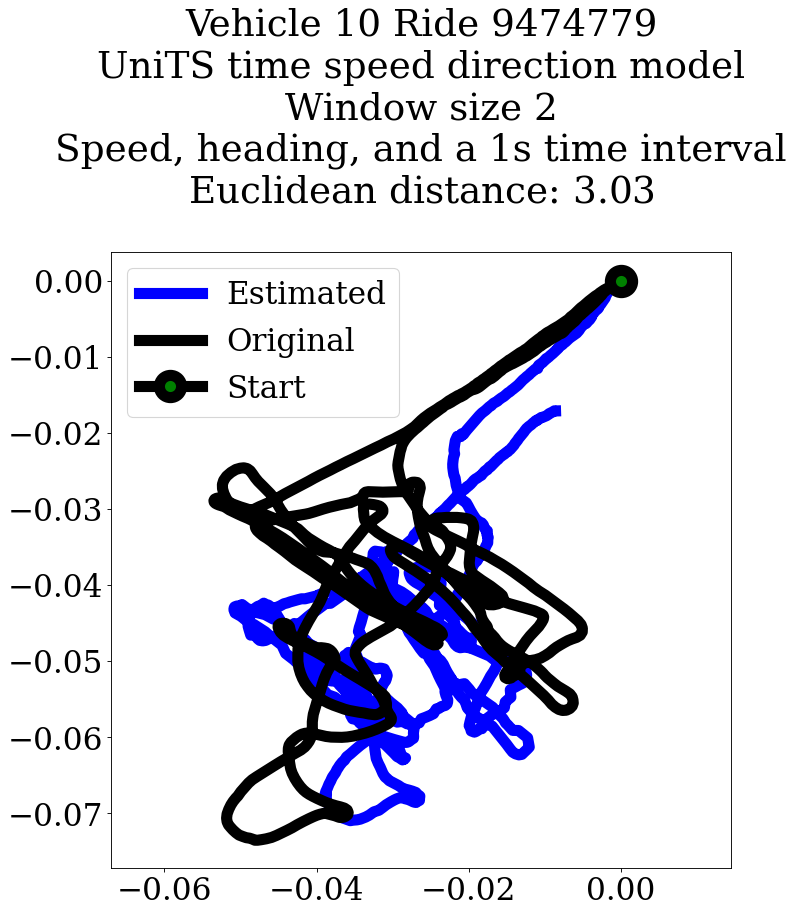 Vehicle 10 Ride 9474779
UniTS time speed direction model
Window size 2
Speed, heading, and a 1s time interval
Euclidean distance: 3.03
Estimated
Original
Start
0.00
−0.01
−0.02
−0.03
−0.04
−0.05
−0.06
−0.07
−0.06 −0.04 −0.02 0.00